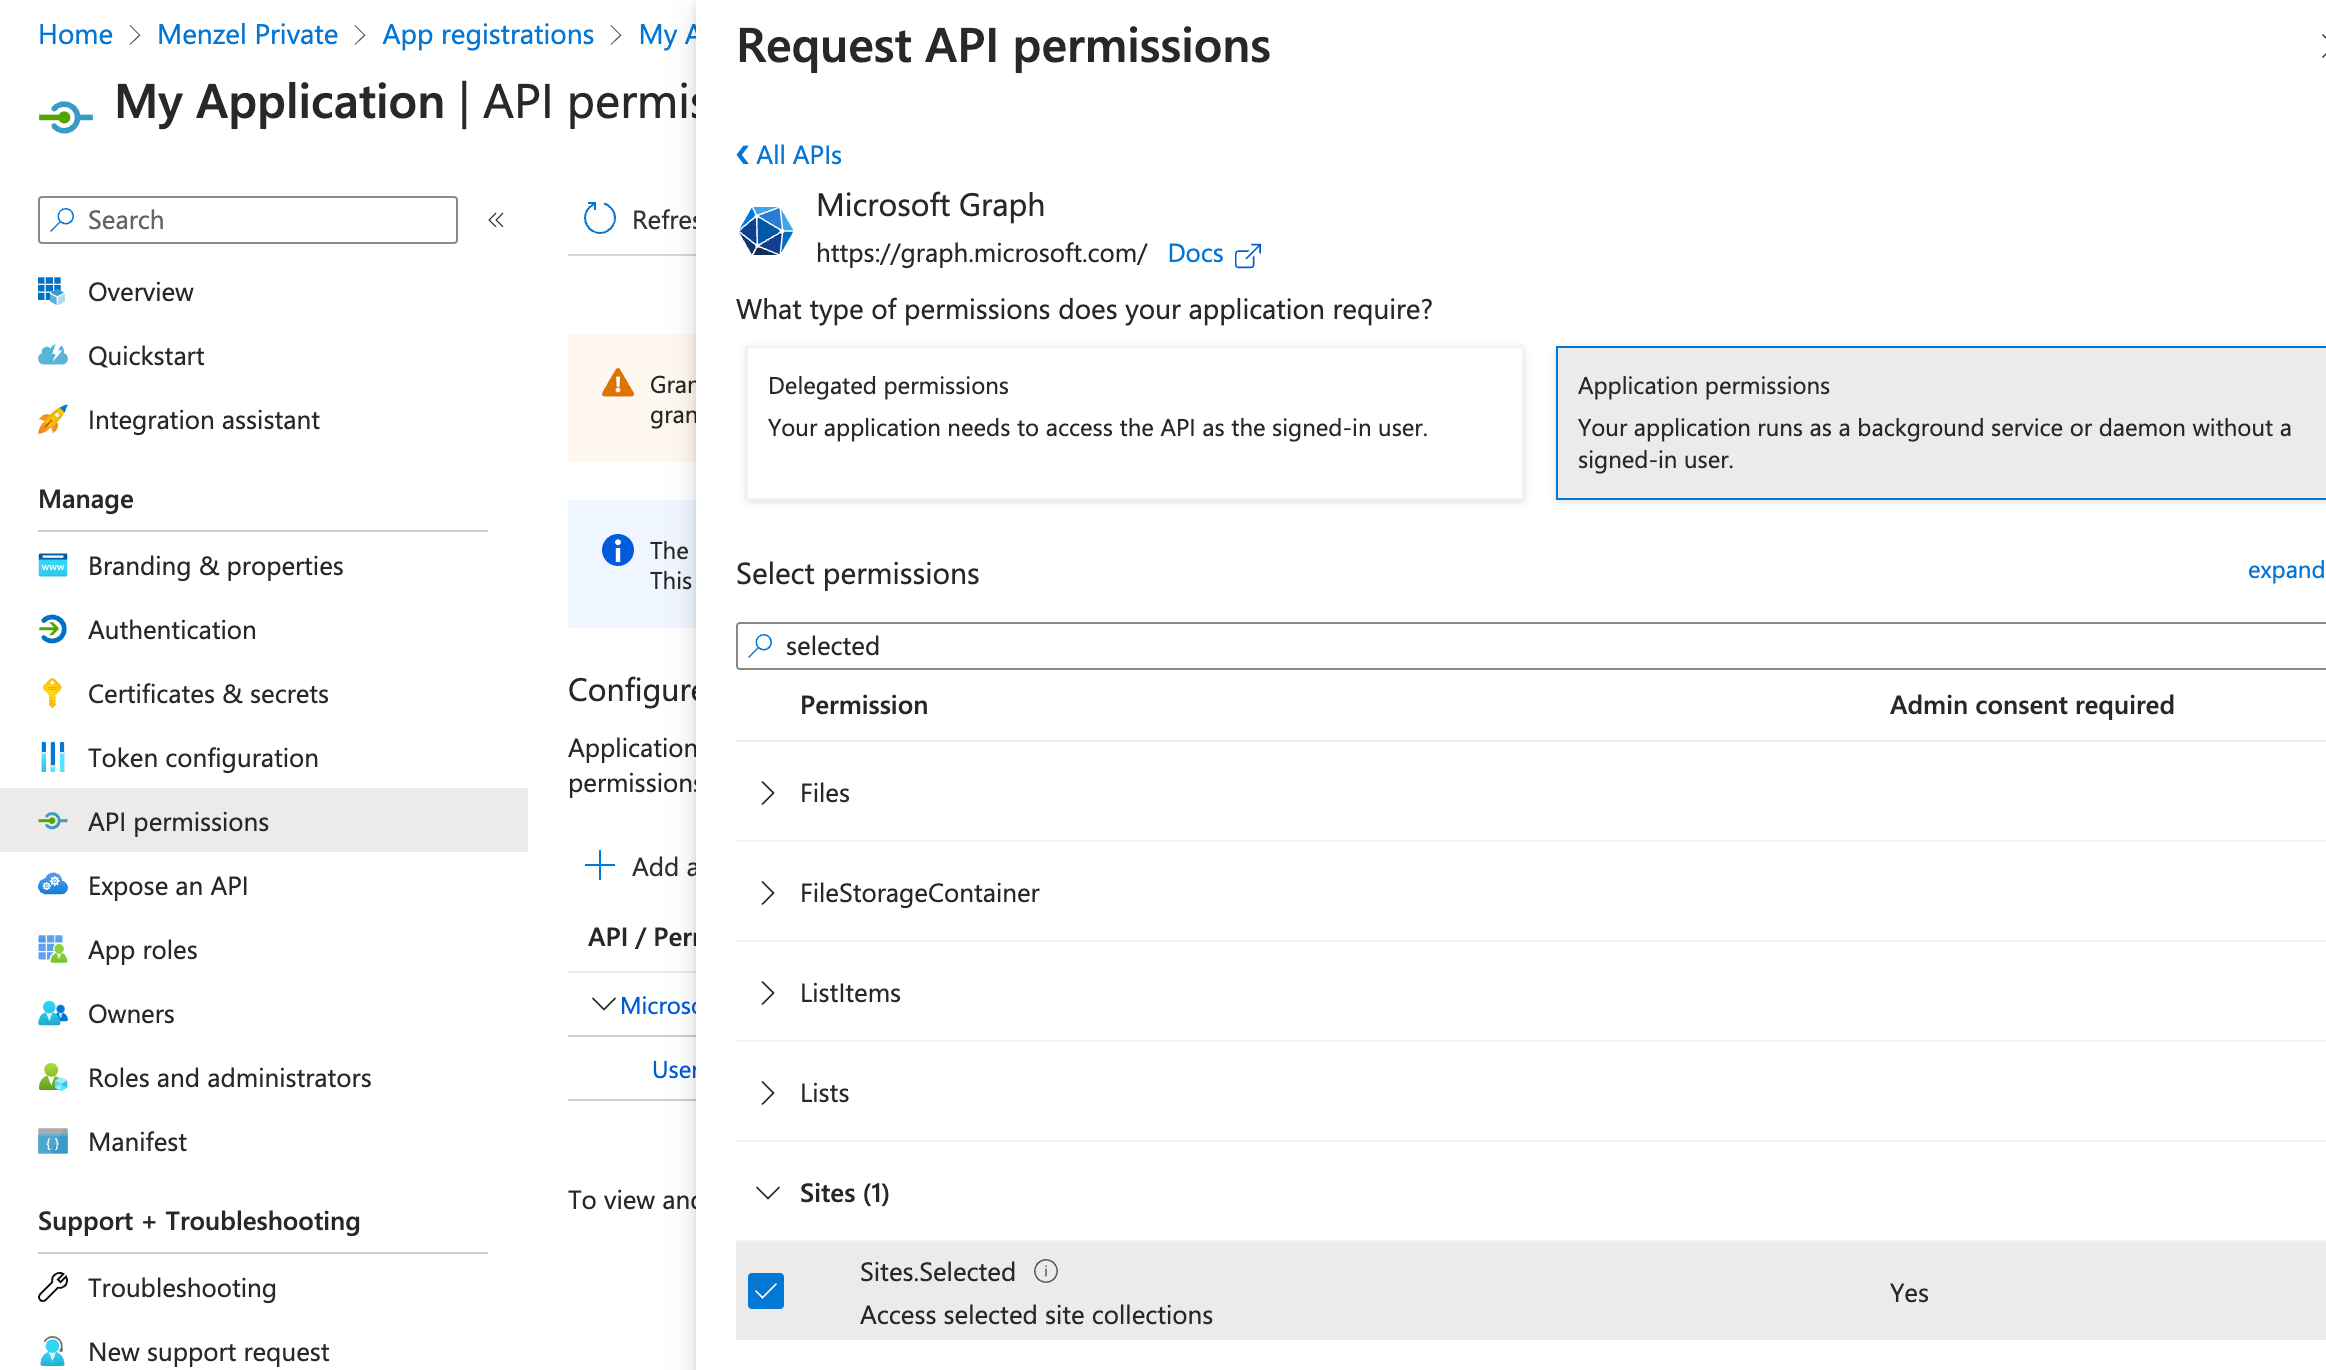 Home > Menzel Private > App registrations > My A
My Application | API permis
Search
«
Overview
Quickstart
Integration assistant
Manage
Branding & properties
Authentication
Certificates & secrets
Token configuration
API permissions
Expose an API
App roles
Owners
Roles and administrators
Manifest
Support + Troubleshooting
Troubleshooting
New support request
Refres
Gran
gran
The
This
Configure
Application
permissions
Add a
API / Perm
Microso
User
To view and
Request API permissions
All APIs
Microsoft Graph
https://graph.microsoft.com/ Docs
What type of permissions does your application require?
Delegated permissions
Your application needs to access the API as the signed-in user.
Application permissions
Your application runs as a background service or daemon without a
signed-in user.
Select permissions
expand
selected
Permission
Admin consent required
Files
FileStorageContainer
ListItems
Lists
Sites (1)
Sites.Selected
Access selected site collections
Yes